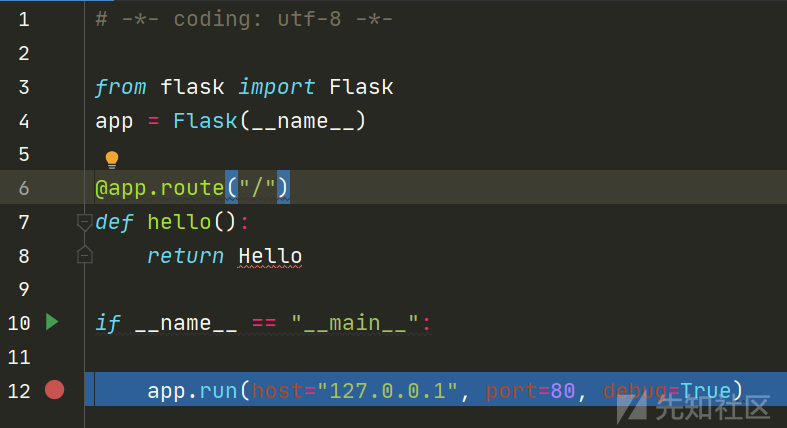 1 # -*- coding: utf-8 -*-
2
3 from flask import Flask
4 app = Flask(__name__)
5
6 @app.route("/")
7 def hello():
8 return Hello
9
10 if __name__ == "__main__":
11
12 app.run(host="127.0.0.1", port=80, debug=True)
先知社区